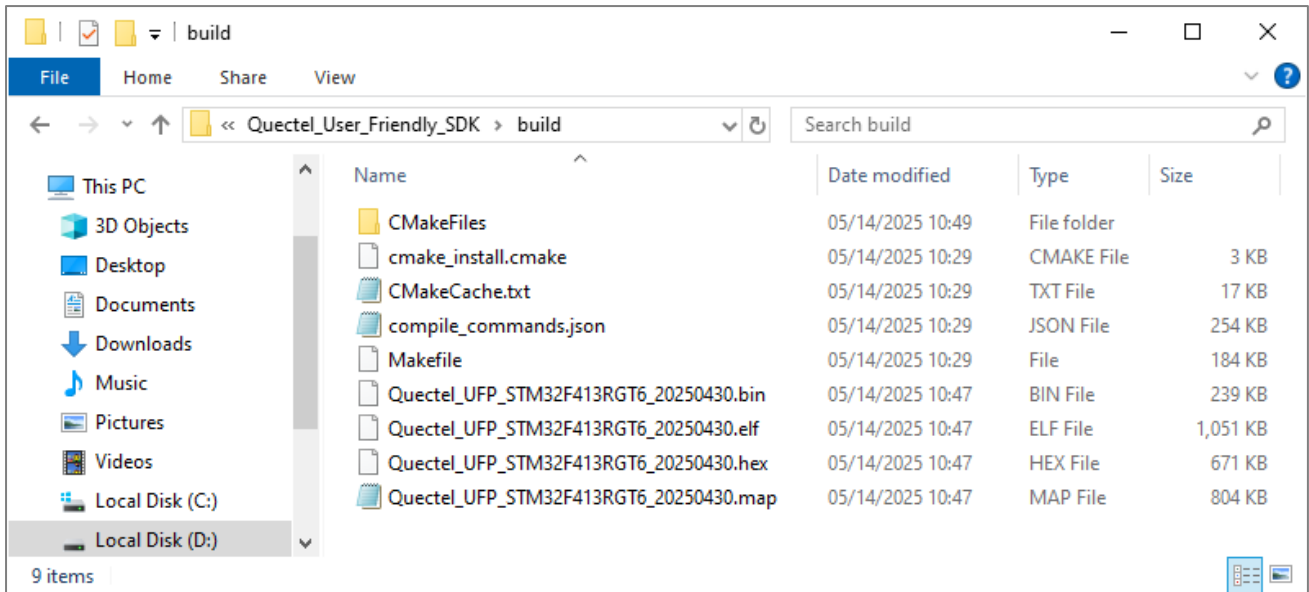 build
File Home Share View
« Quectel_User_Friendly_SDK > build Search build
Name Date modified Type Size
This PC
3D Objects
Desktop
Documents
Downloads
Music
Pictures
Videos
Local Disk (C:)
Local Disk (D:)
CMakeFiles 05/14/2025 10:49 File folder
cmake_install.cmake 05/14/2025 10:29 CMAKE File 3 KB
CMakeCache.txt 05/14/2025 10:29 TXT File 17 KB
compile_commands.json 05/14/2025 10:29 JSON File 254 KB
Makefile 05/14/2025 10:29 File 184 KB
Quectel_UFP_STM32F413RGT6_20250430.bin 05/14/2025 10:47 BIN File 239 KB
Quectel_UFP_STM32F413RGT6_20250430.elf 05/14/2025 10:47 ELF File 1,051 KB
Quectel_UFP_STM32F413RGT6_20250430.hex 05/14/2025 10:47 HEX File 671 KB
Quectel_UFP_STM32F413RGT6_20250430.map 05/14/2025 10:47 MAP File 804 KB
9 items